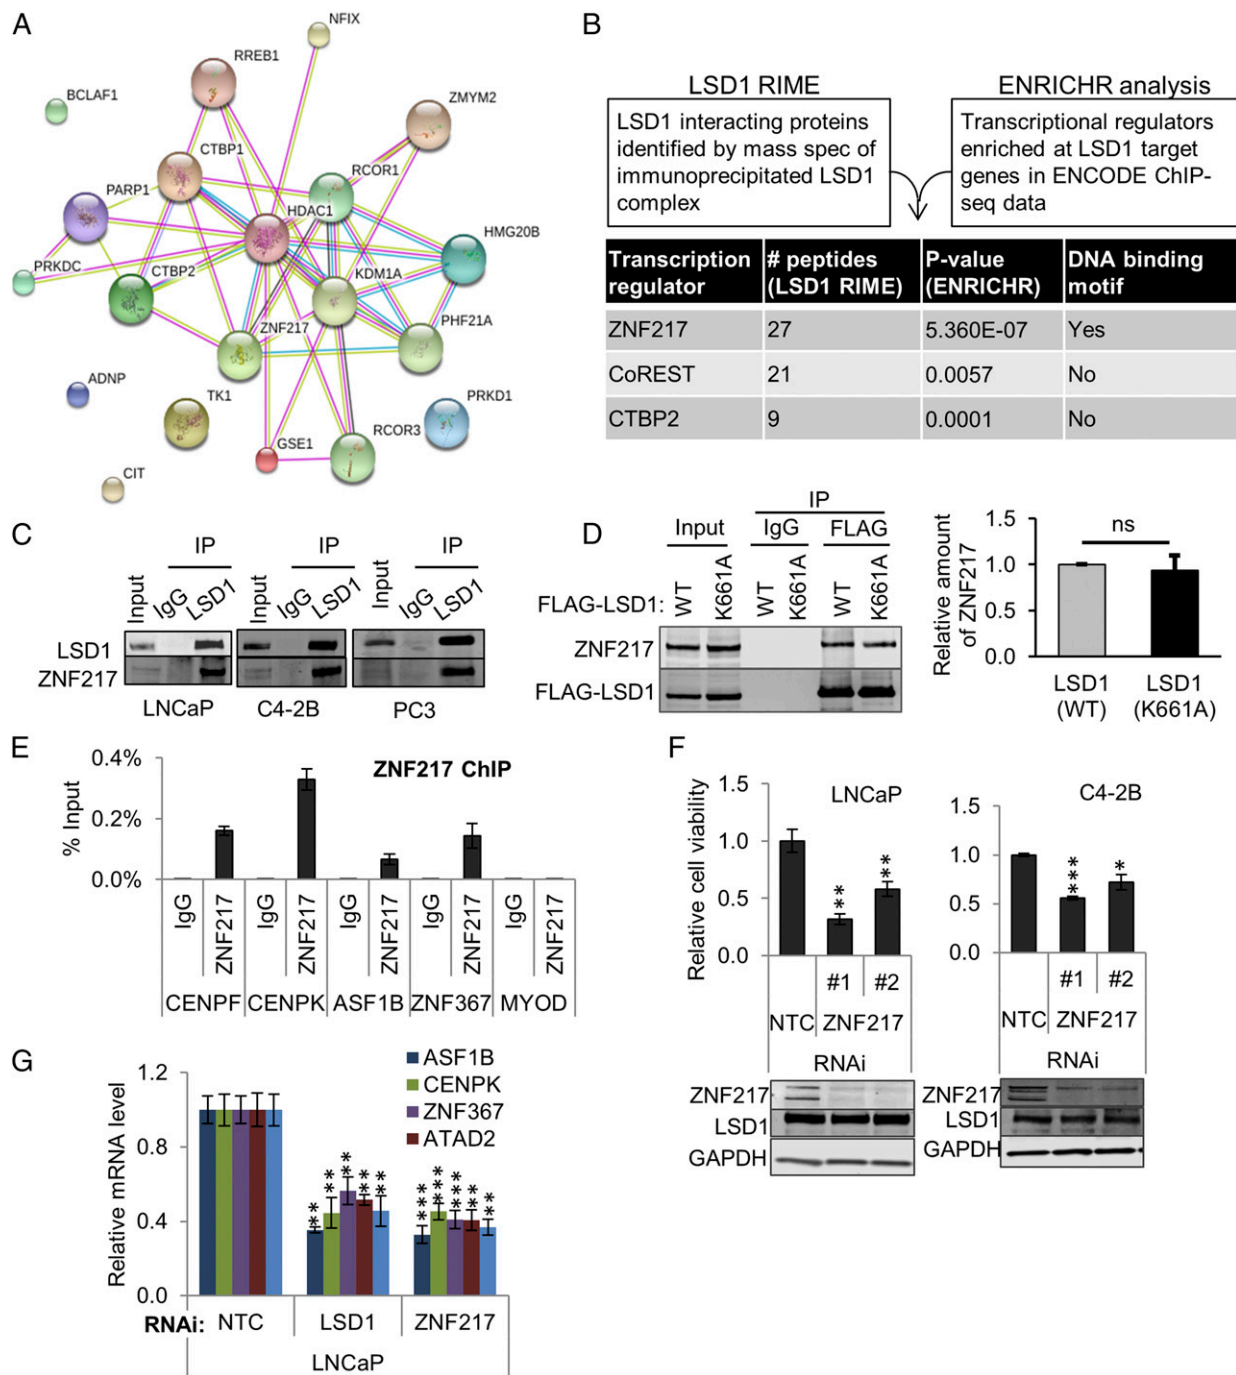 A
NFIX
RREB1
BCLAF1
ZMYM2
CTBP1
RCOR1
PARP1
HDAC1
HMG20B
PRKDC
CTBP2
KDM1A
ZNF217
PHF21A
ADNP
TK1
PRKD1
GSE1
RCOR3
CIT
B
LSD1 RIME
ENRICHR analysis
LSD1 interacting proteins
identified by mass spec of
immunoprecipitated LSD1
complex
Transcriptional regulators
enriched at LSD1 target
genes in ENCODE ChIP-
seq data
Transcription regulator # peptides (LSD1 RIME) P-value (ENRICHR) DNA binding motif
ZNF217 27 5.360E-07 Yes
CoREST 21 0.0057 No
CTBP2 9 0.0001 No
C
IP IP IP
Input IgG LSD1 Input IgG LSD1 Input IgG LSD1
LSD1
ZNF217
LNCaP C4-2B PC3
D
IP
Input IgG FLAG
FLAG-LSD1: WT K661A WT K661A WT K661A
ZNF217
FLAG-LSD1
Relative amount
of ZNF217
1.5
1.0
0.5
0.0
ns
LSD1 (WT) LSD1 (K661A)
E
ZNF217 ChIP
% Input
0.4%
0.2%
0.0%
IgG ZNF217 IgG ZNF217 IgG ZNF217 IgG ZNF217 IgG ZNF217
CENPF CENPK ASF1B ZNF367 MYOD
F
Relative cell viability
LNCaP
1.5
1.0
0.5
0.0
** **
#1 #2
NTC ZNF217
RNAi
ZNF217
LSD1
GAPDH
C4-2B
1.5
1.0
0.5
0.0
*** *
#1 #2
NTC ZNF217
RNAi
ZNF217
LSD1
GAPDH
G
Relative mRNA level
1.2
0.8
0.4
0.0
ASF1B
CENPK
ZNF367
ATAD2
** ** ** ** **
*** *** *** *** **
RNAi: NTC LSD1 ZNF217
LNCaP